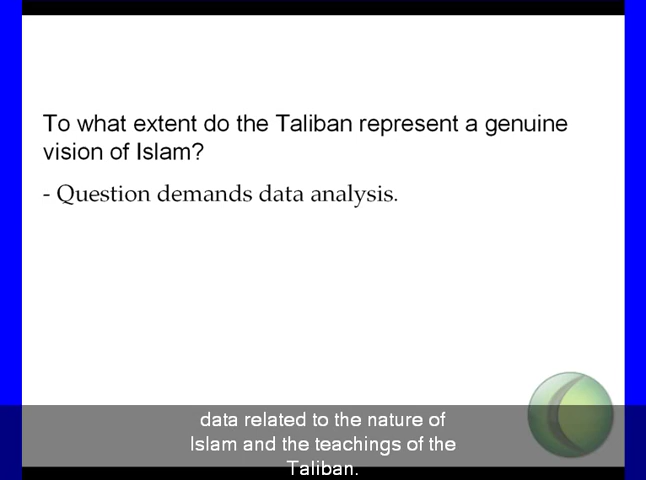 To what extent do the Taliban represent a genuine
vision of Islam?
- Question demands data analysis.
data related to the nature of
Islam and the teachings of the
Taliban.